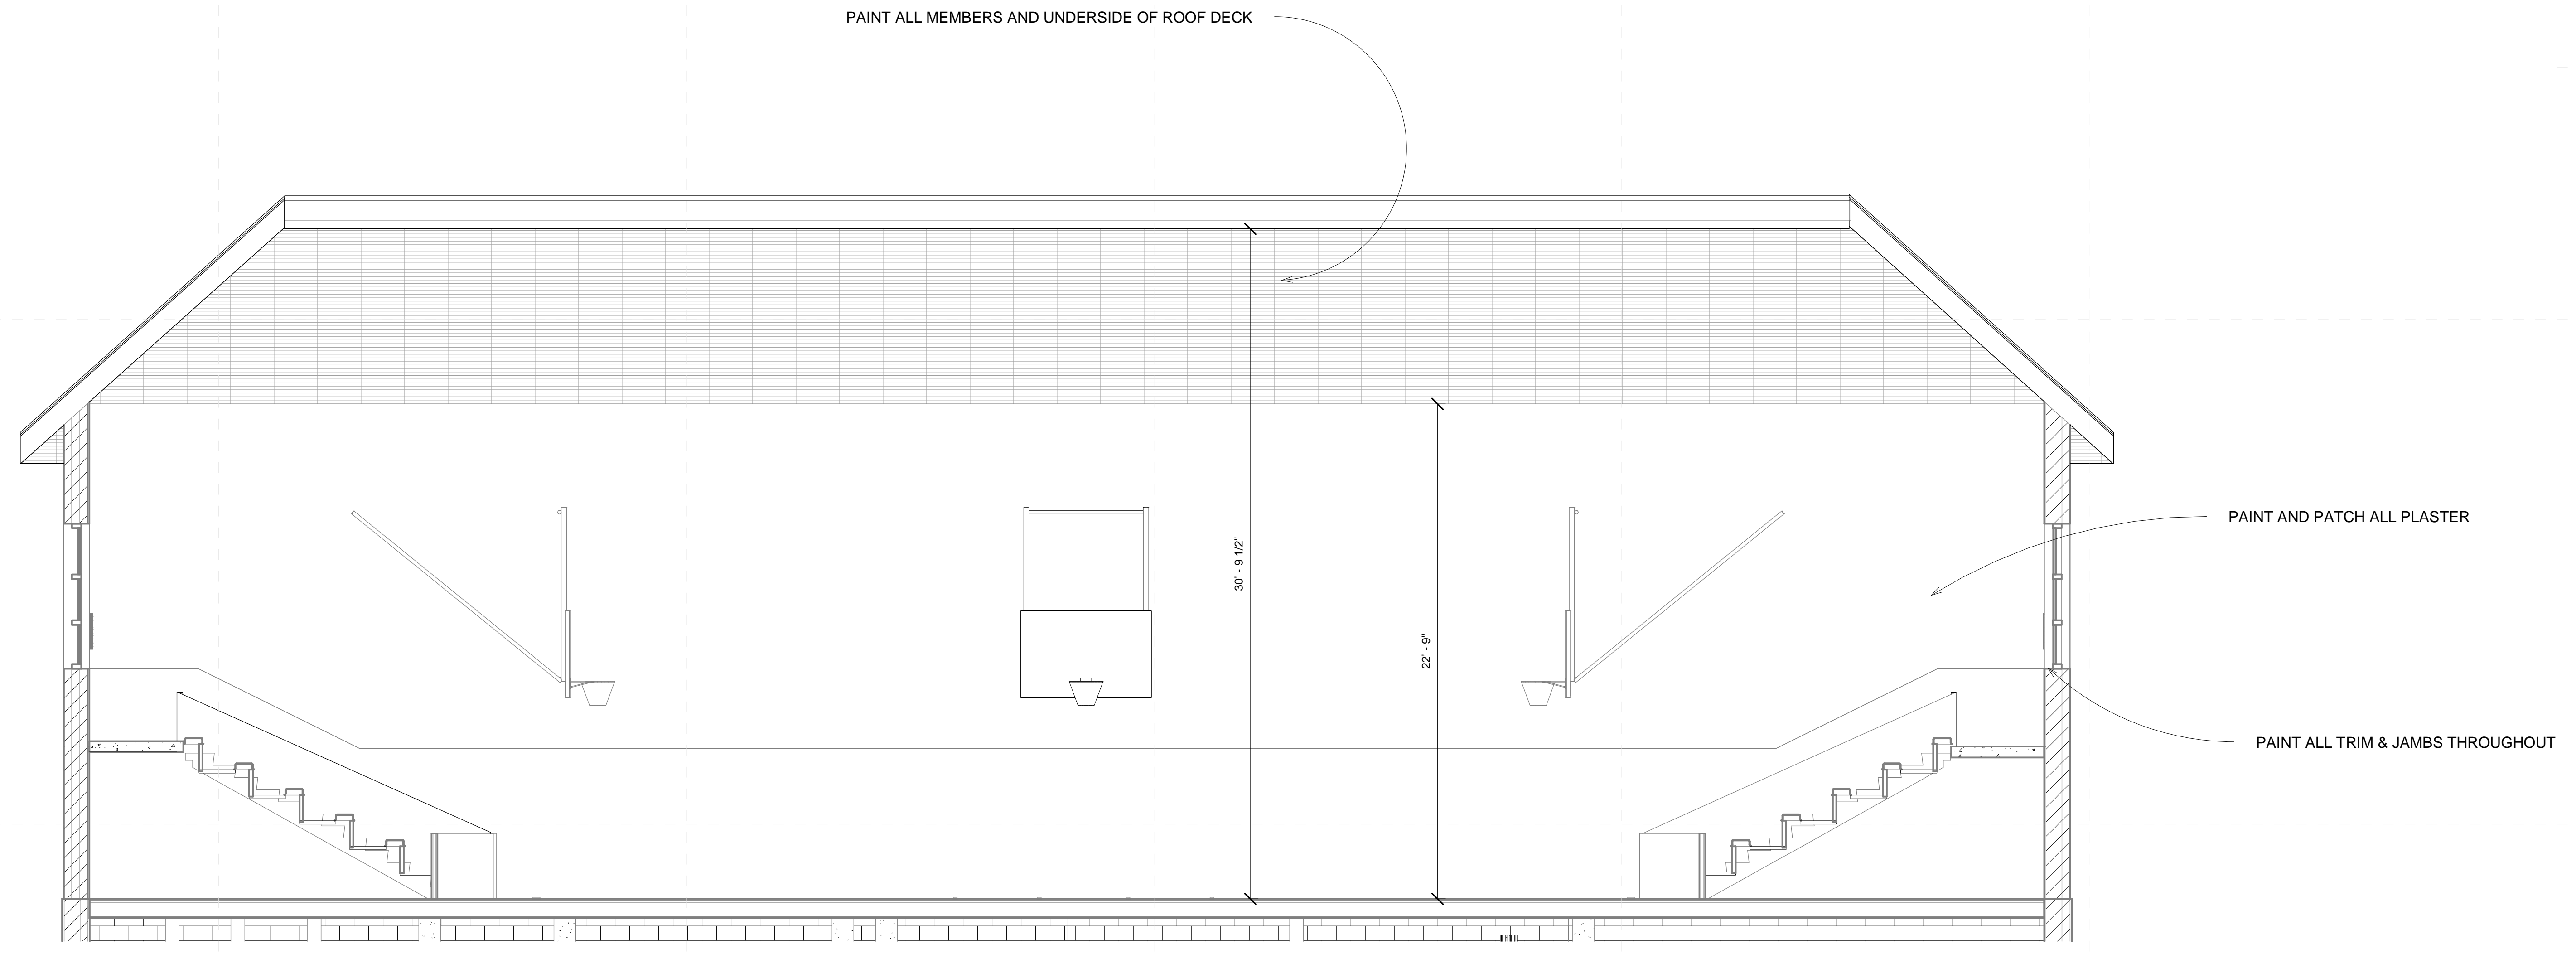 PAINT ALL MEMBERS AND UNDERSIDE OF ROOF DECK
30' - 9 1/2"
22' - 9"
PAINT AND PATCH ALL PLASTER
PAINT ALL TRIM & JAMBS THROUGHOUT